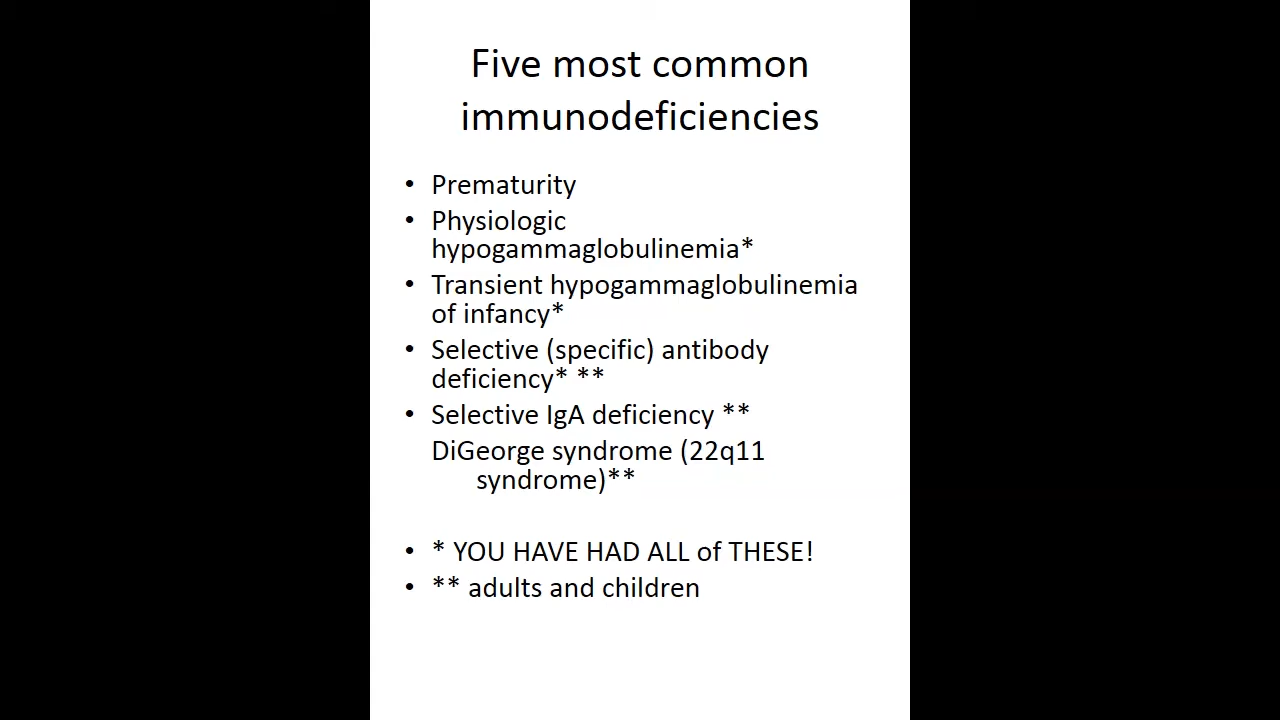 Five most common
immunodeficiencies
• Prematurity
• Physiologic
hypogammaglobulinemia*
• Transient hypogammaglobulinemia
of infancy*
• Selective (specific) antibody
deficiency* **
• Selective IgA deficiency **
DiGeorge syndrome (22q11
syndrome)**
• * YOU HAVE HAD ALL of THESE!
• ** adults and children